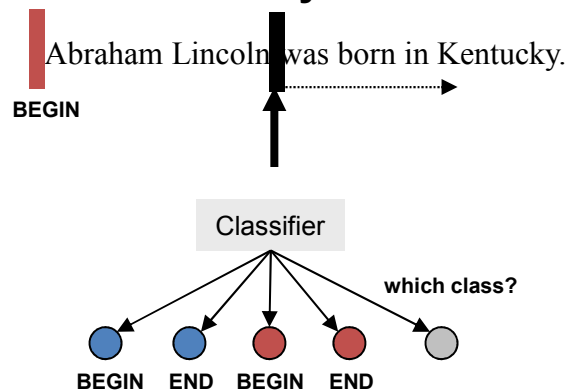 Abraham Lincoln was born in Kentucky.
BEGIN
Classifier
which class?
BEGIN END BEGIN END